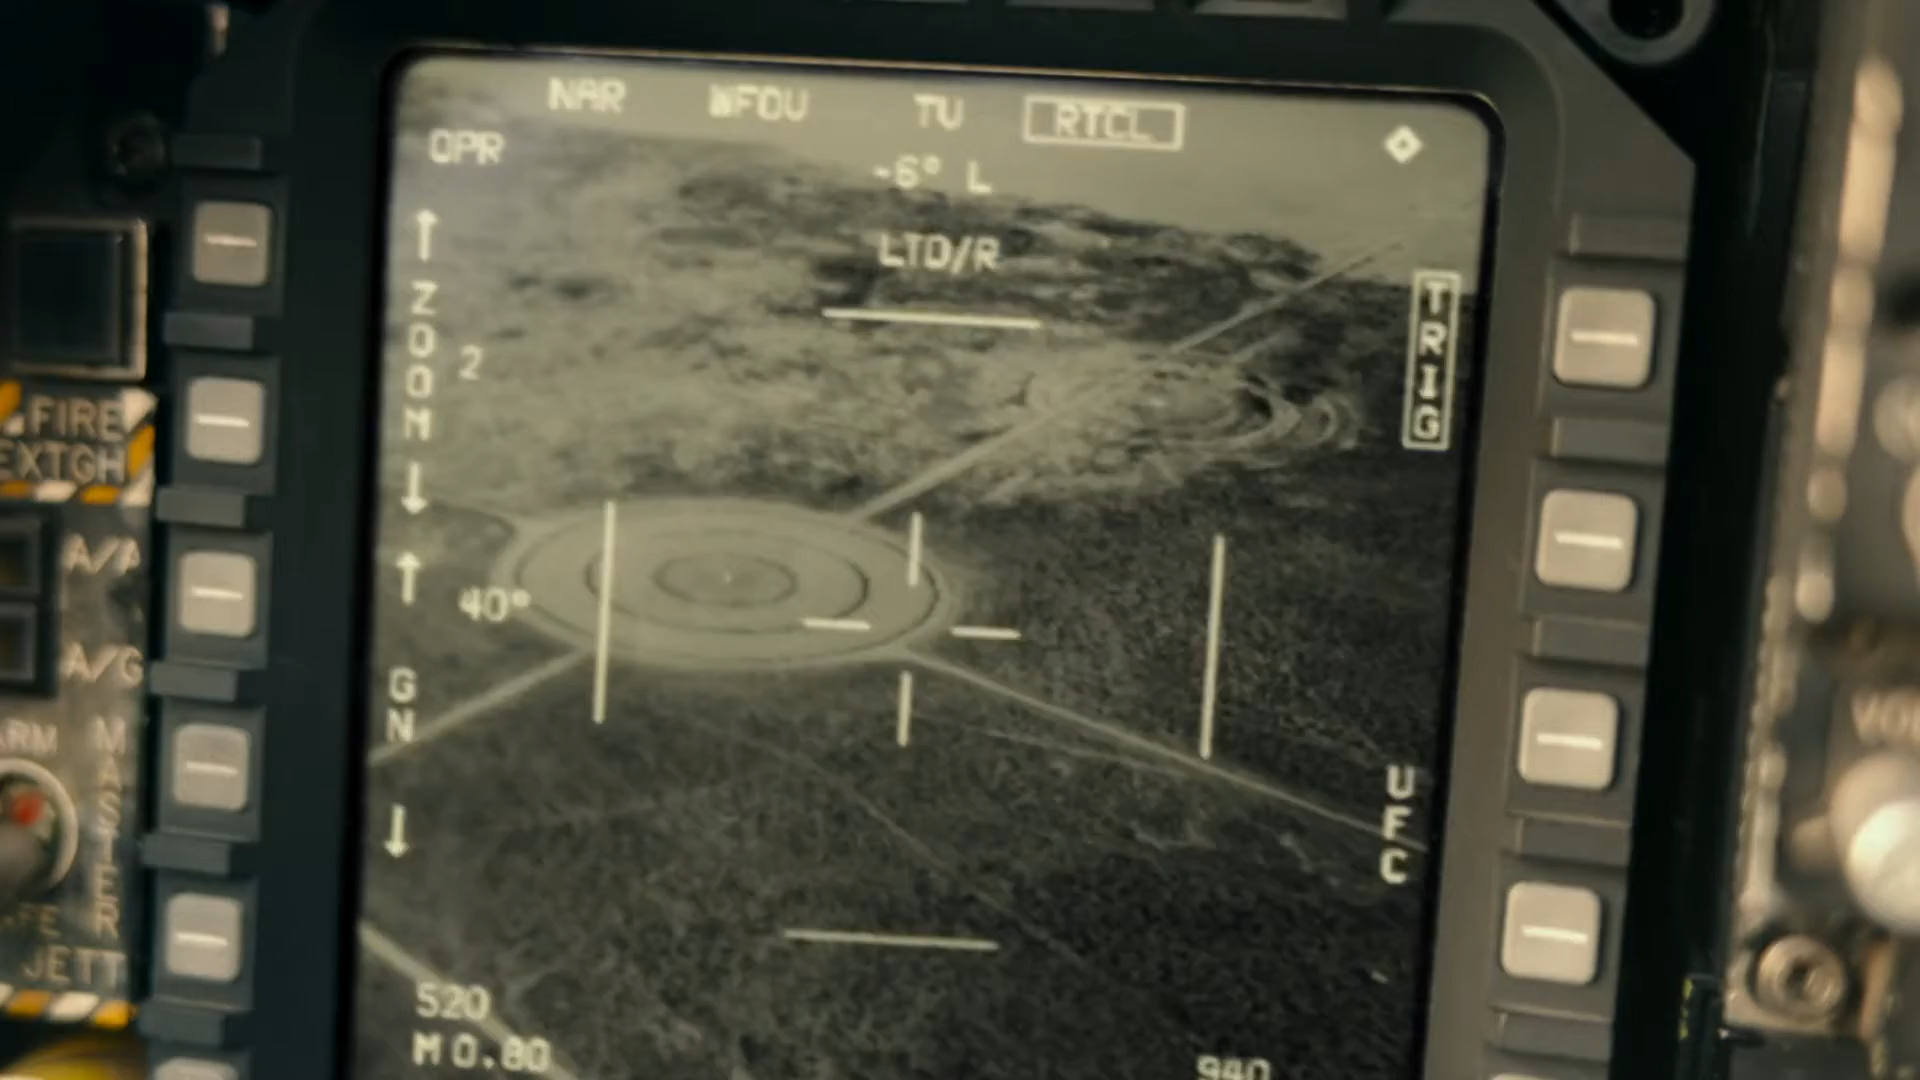 NAR WFOV TV RTCL
OPR
-6° L
LTD/R
ZOOM
2
TRIG
FIRE
EXTGH
A/A
40°
A/G
GN
MASTER
UFC
JETT
520
M 0.80
940